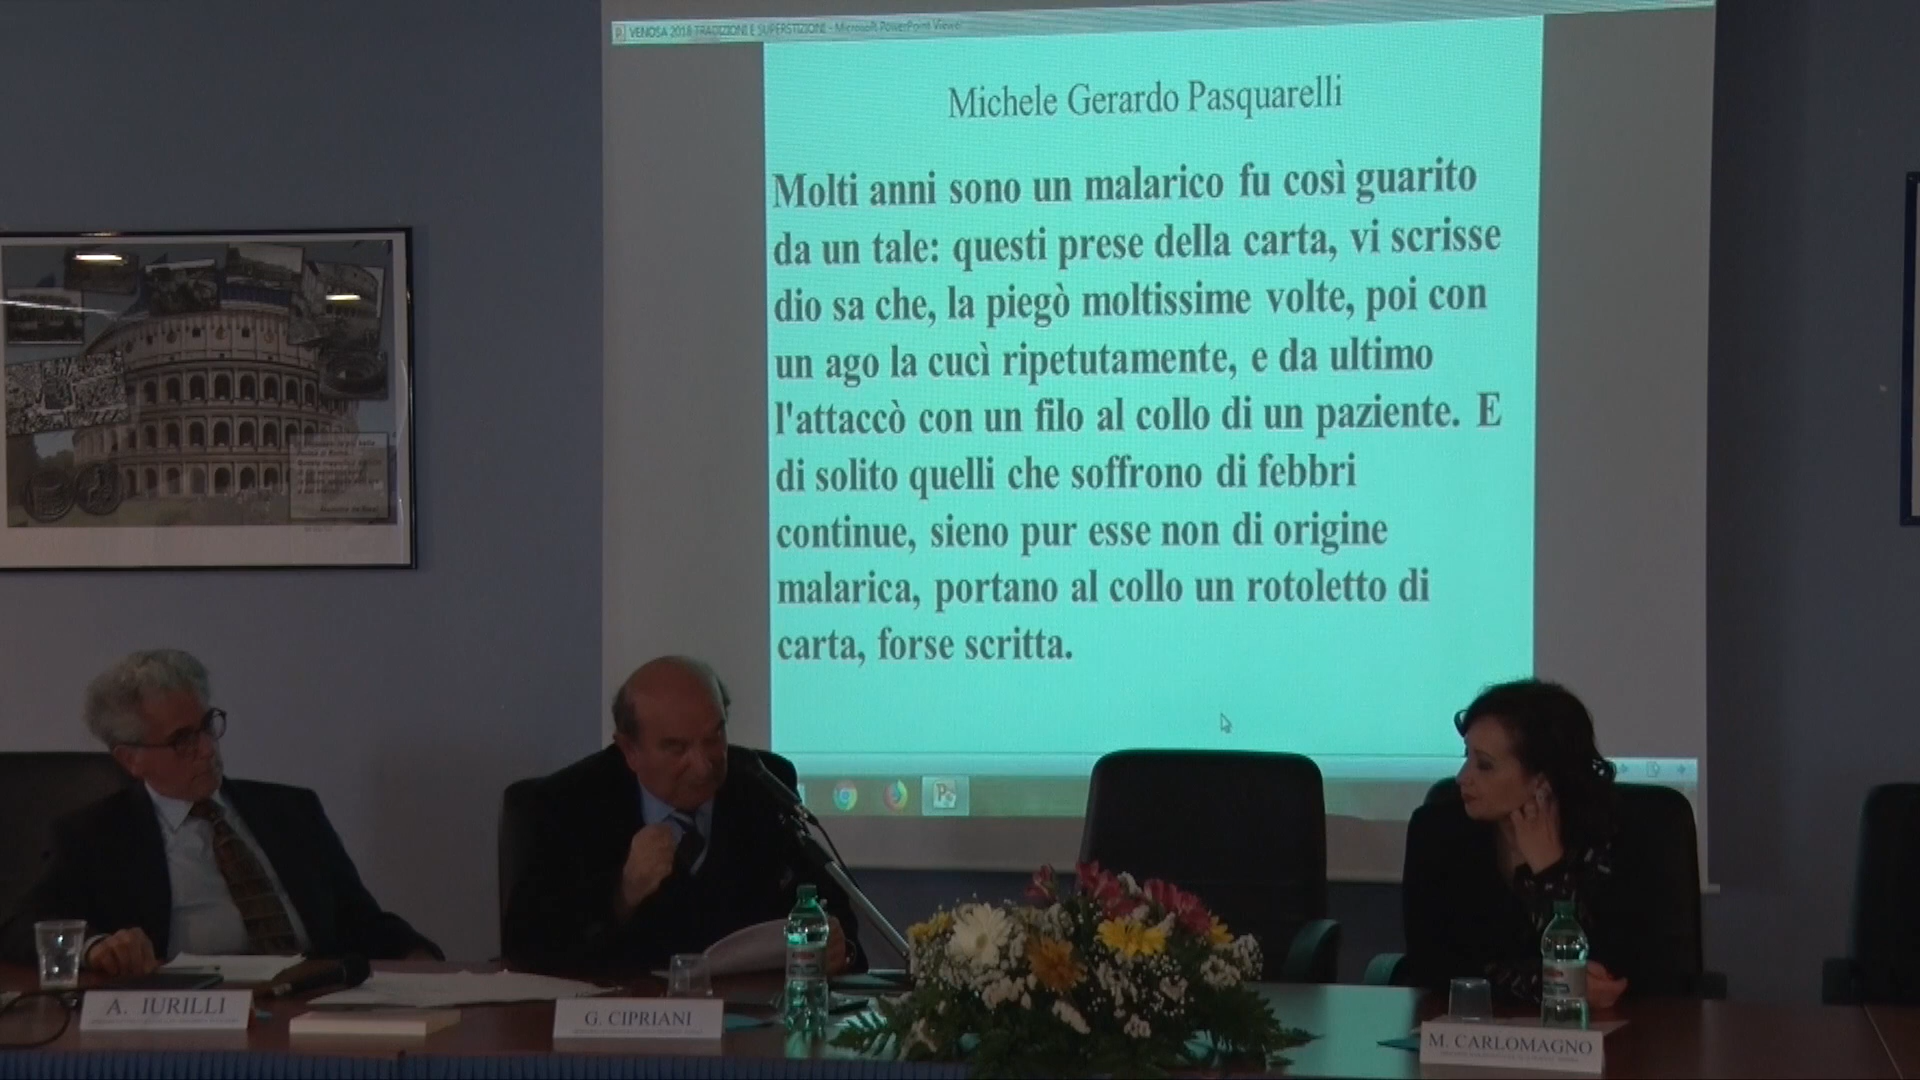 VENOSA 2018 TRADIZIONI E SUPERSTIZIONI - Microsoft PowerPoint Viewer
Michele Gerardo Pasquarelli
Molti anni sono un malarico fu così guarito
da un tale: questi prese della carta, vi scrisse
dio sa che, la piegò moltissime volte, poi con
un ago la cucì ripetutamente, e da ultimo
l'attaccò con un filo al collo di un paziente. E
di solito quelli che soffrono di febbri
continue, sieno pur esse non di origine
malarica, portano al collo un rotoletto di
carta, forse scritta.
A. IURILLI
G. CIPRIANI
M. CARLOMAGNO